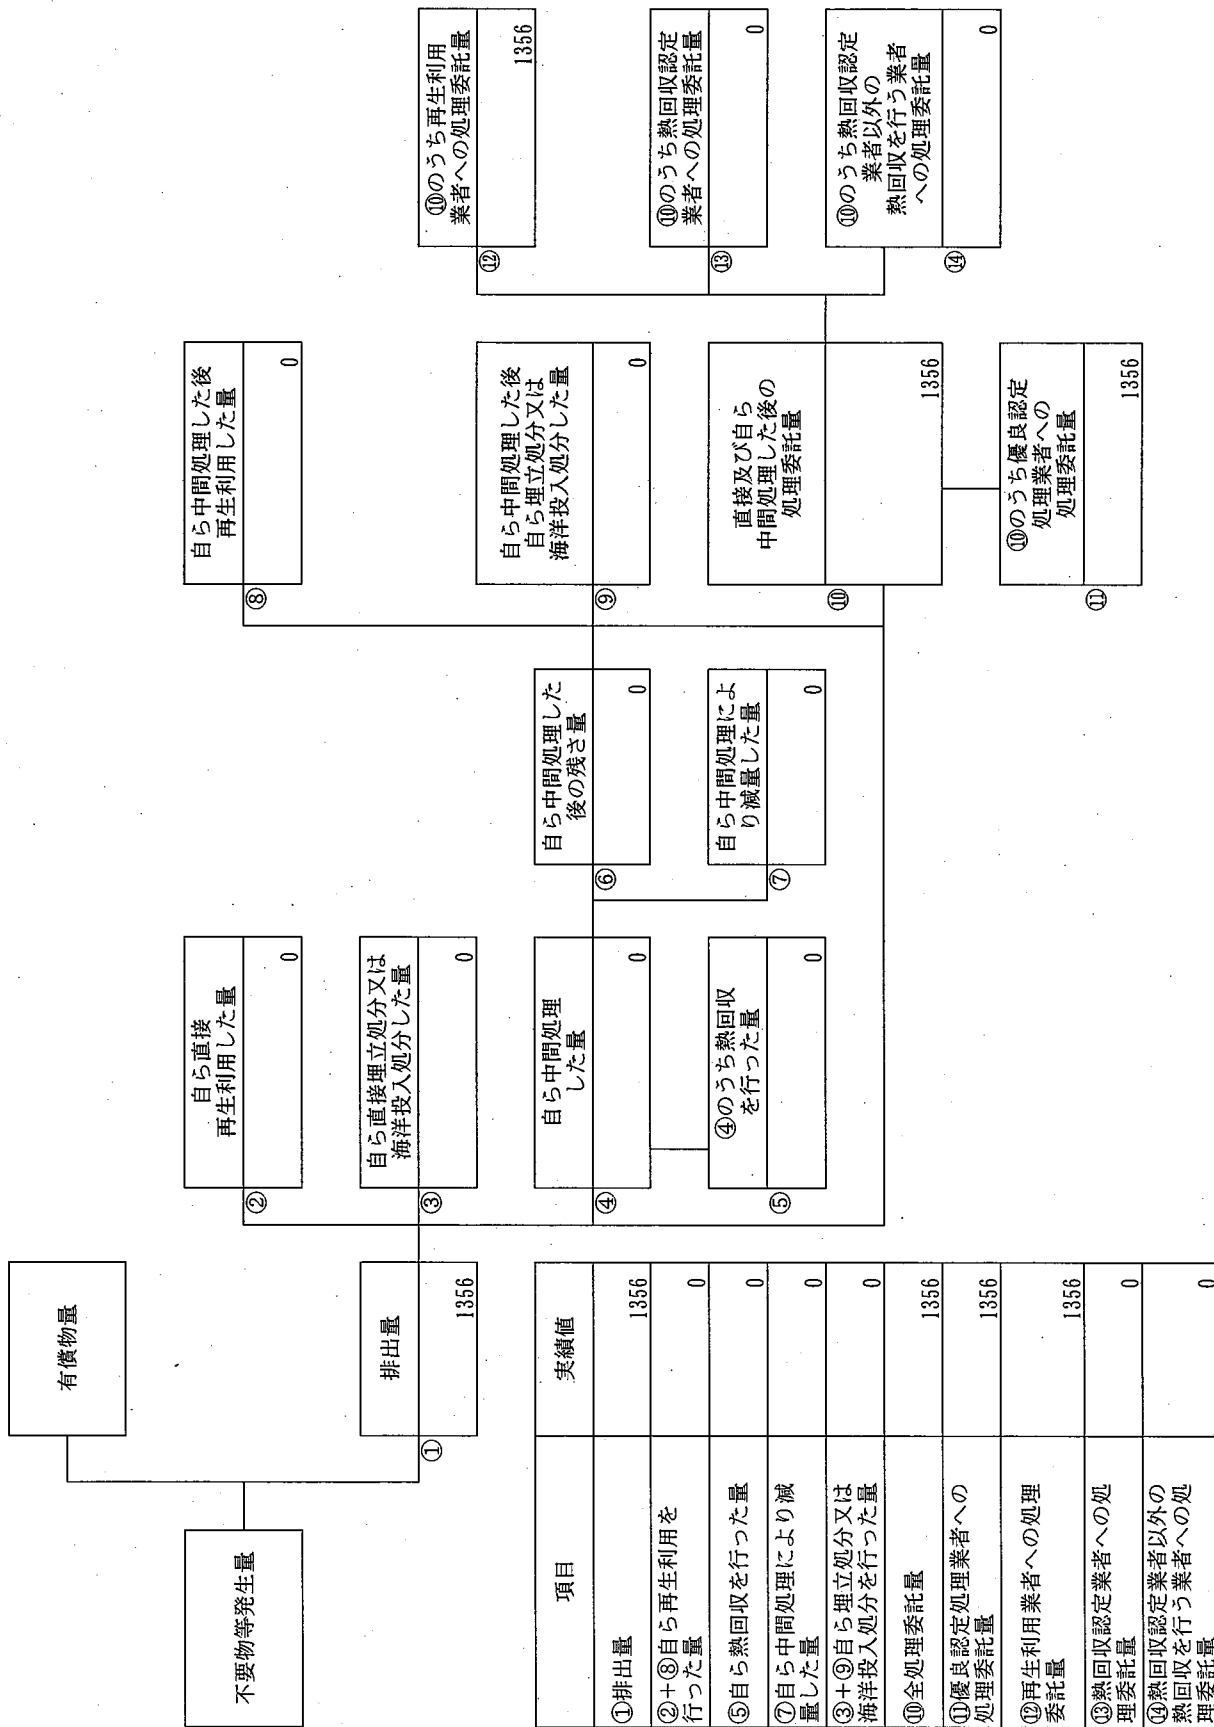 不要物等発生量
有償物量
①
排出量
1356
②
自ら直接
再生利用した量
0
③
自ら直接埋立処分又は
海洋投入処分した量
0
④
自ら中間処理
した量
0
⑤
④のうち熱回収
を行った量
0
⑥
自ら中間処理した
後の残さ量
0
⑦
自ら中間処理によ
り減量した量
0
⑧
自ら中間処理した後
再生利用した量
0
⑨
自ら中間処理した後
自ら埋立処分又は
海洋投入処分した量
0
⑩
直接及び自ら
中間処理した後の
処理委託量
1356
⑪
⑩のうち優良認定
処理業者への
処理委託量
1356
⑫
⑩のうち再生利用
業者への処理委託量
1356
⑬
⑩のうち熱回収認定
業者への処理委託量
0
⑭
⑩のうち熱回収認定
業者以外の
熱回収を行う業者
への処理委託量
0
項目 実績値
①排出量 1356
②+⑧自ら再生利用を
行った量 0
⑤自ら熱回収を行った量 0
⑦自ら中間処理により減
量した量 0
③+⑨自ら埋立処分又は
海洋投入処分を行った量 0
⑩全処理委託量 1356
⑪優良認定処理業者への
処理委託量 1356
⑫再生利用業者への処理
委託量 1356
⑬熱回収認定業者への処
理委託量 0
⑭熱回収認定業者以外の
熱回収を行う業者への処
理委託量 0